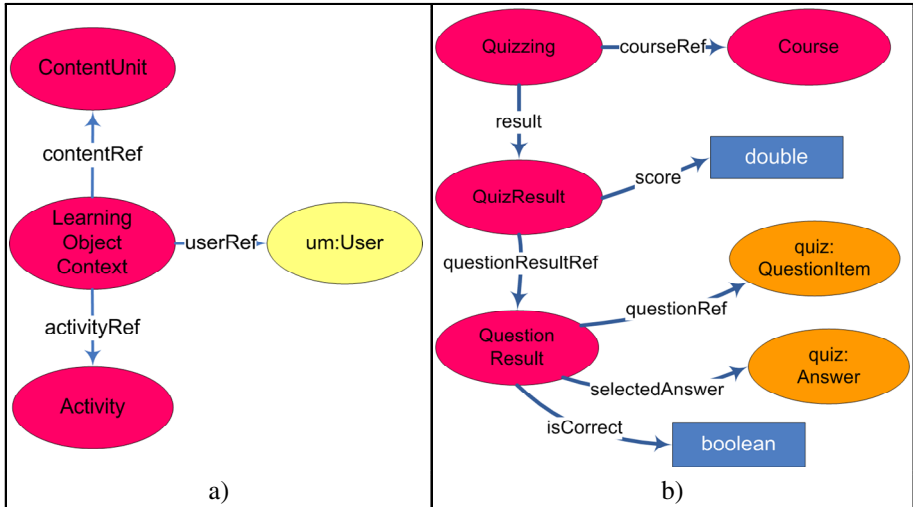 ContentUnit
contentRef
Learning
Object
Context
userRef
um:User
activityRef
Activity
a)
Quizzing
courseRef
Course
result
QuizResult
score
double
questionResultRef
quiz:
QuestionItem
questionRef
Question
Result
selectedAnswer
quiz:
Answer
isCorrect
boolean
b)